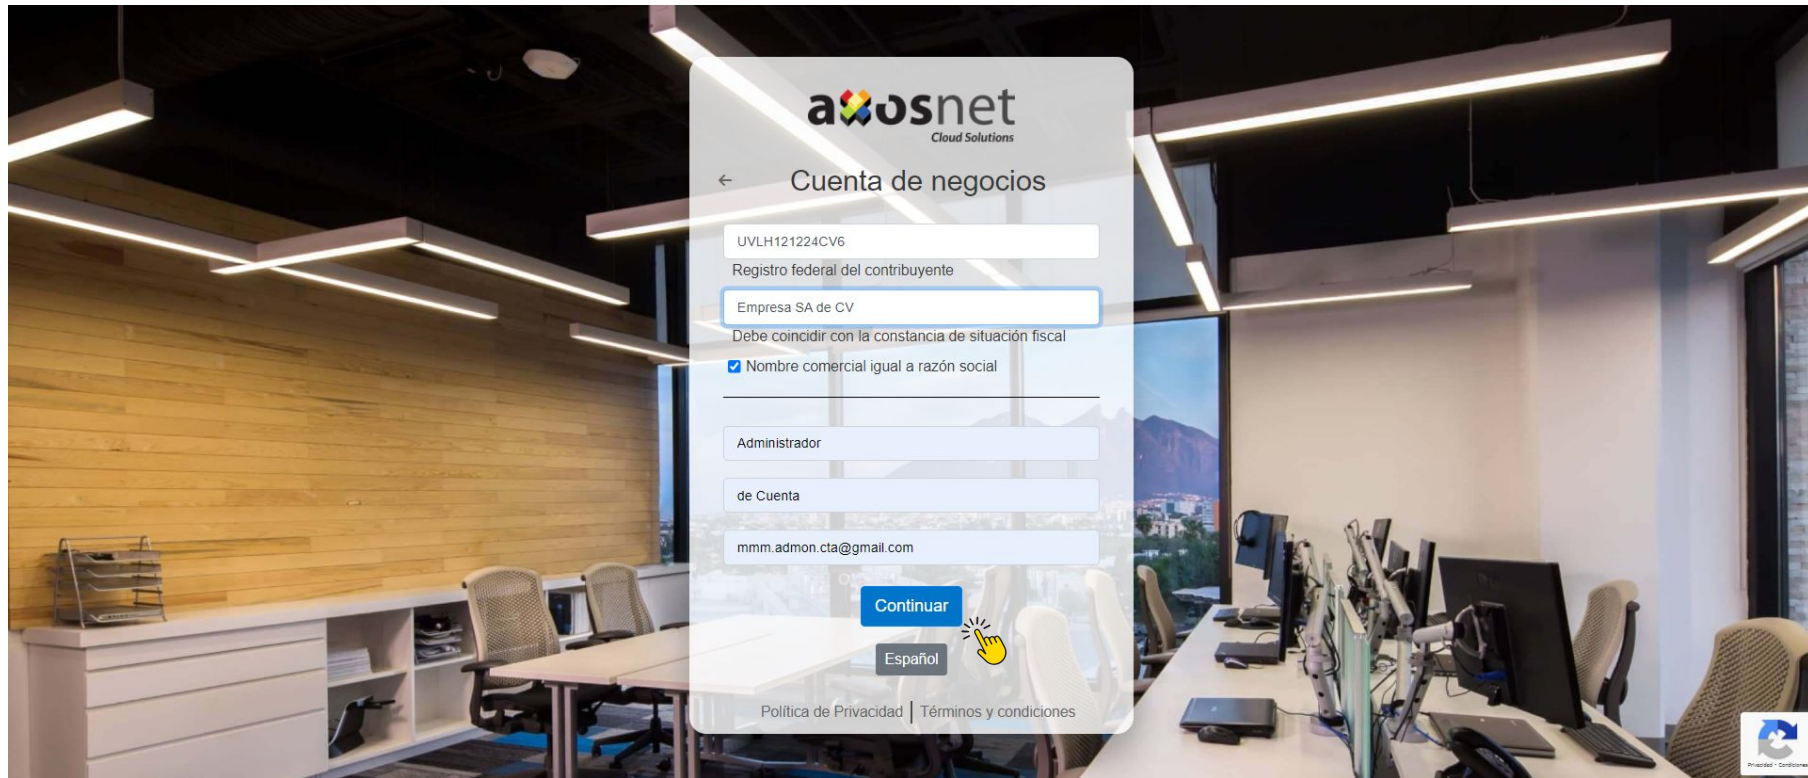 axosnet
Cloud Solutions
Cuenta de negocios
UVLH121224CV6
Registro federal del contribuyente
Empresa SA de CV
Debe coincidir con la constancia de situación fiscal
Nombre comercial igual a razón social
Administrador
de Cuenta
mmm.admon.cta@gmail.com
Continuar
Español
Política de Privacidad | Términos y condiciones
Privacidad - Condiciones